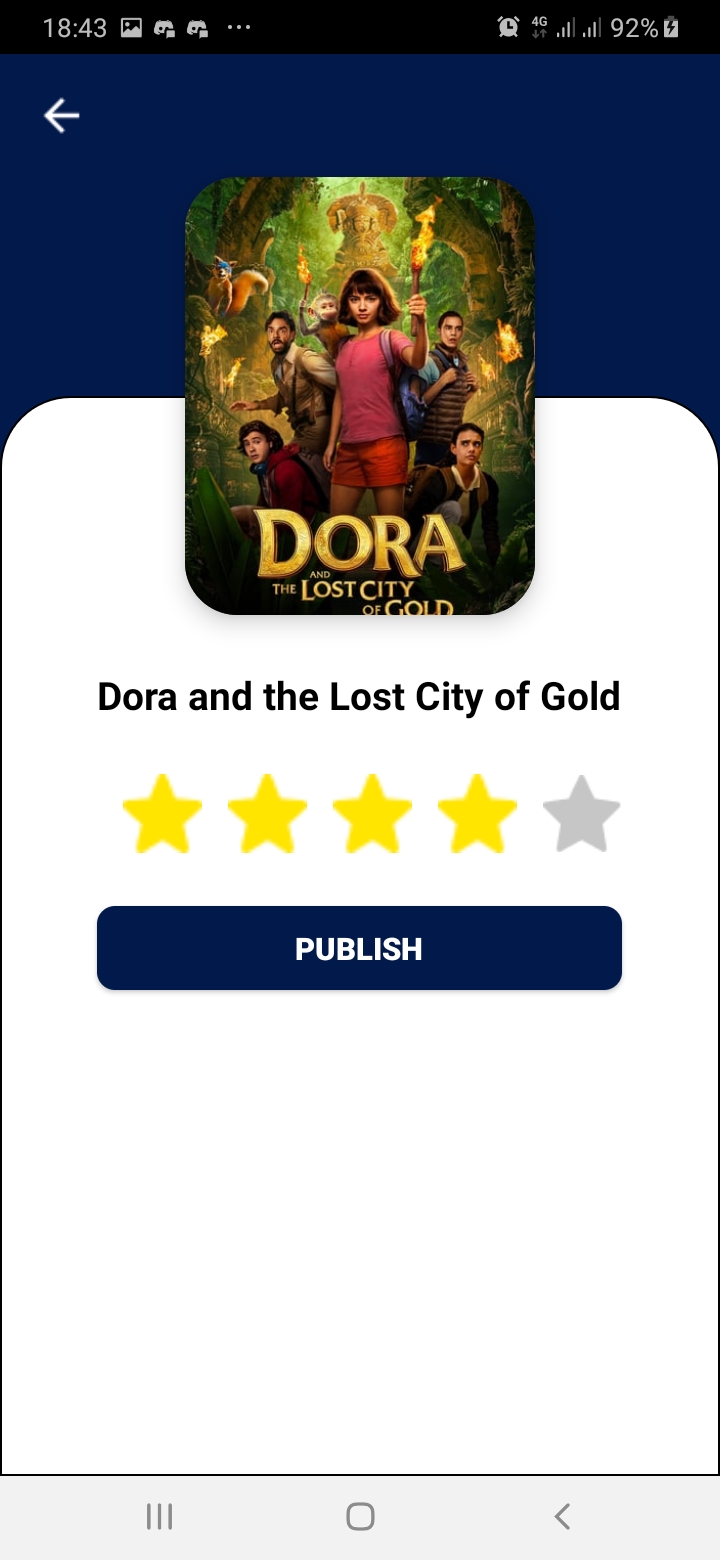 18:43 ... 4G 92%
DORA
AND
THE LOST CITY
OF GOLD
Dora and the Lost City of Gold
PUBLISH